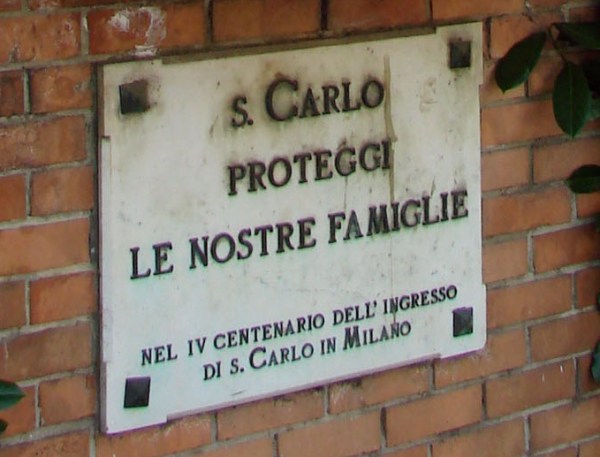 S. CARLO
PROTEGGI
LE NOSTRE FAMIGLIE
NEL IV CENTENARIO DELL' INGRESSO
DI S. CARLO IN MILANO